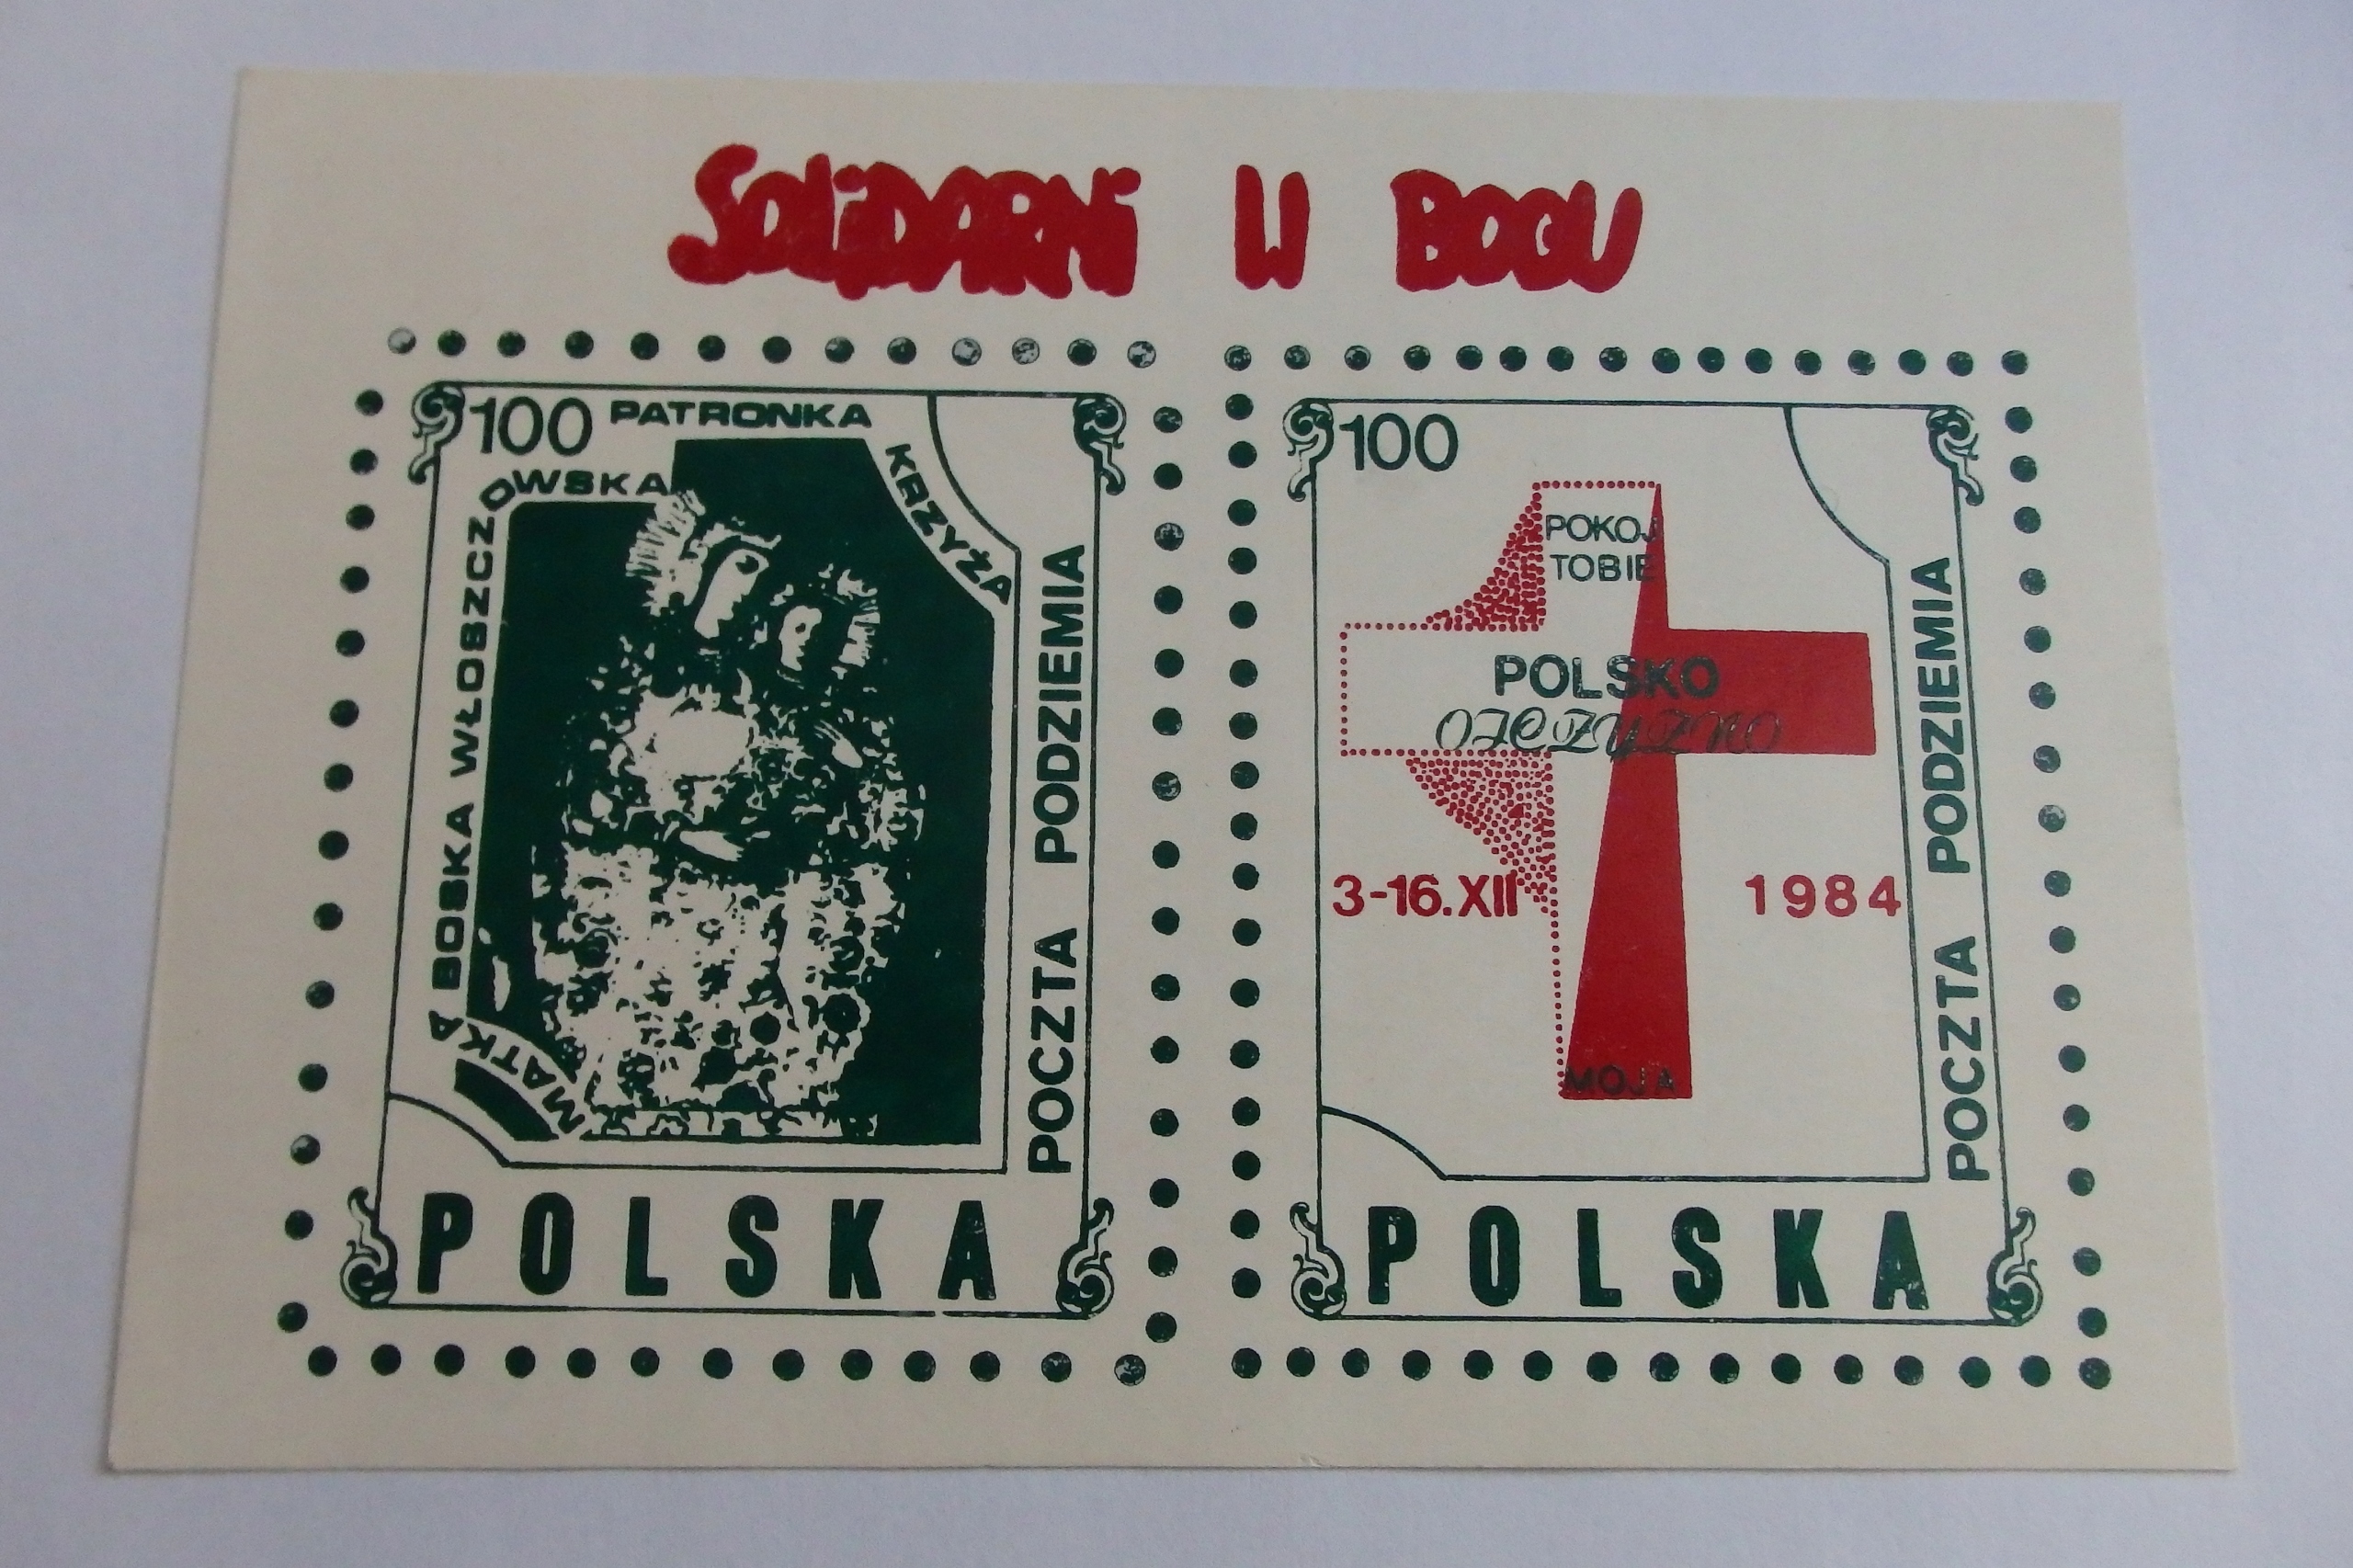 SOLiDARNi W BOGU
100 PATRONKA KRZYŻA
MATKA BOSKA WŁOSZCZOWSKA
POCZTA PODZIEMIA
POLSKA
100
POKOJ
TOBIE
POLSKO
OJCZYZNO
3-16.XII 1984
MOJA
POCZTA PODZIEMIA
POLSKA